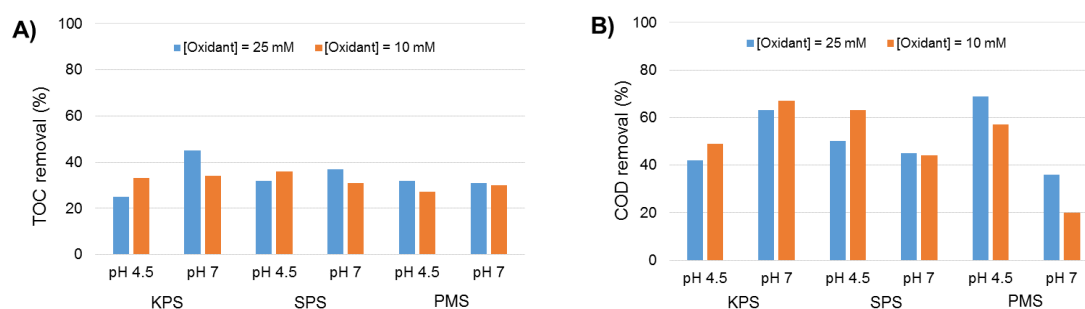 A)
[Oxidant] = 25 mM [Oxidant] = 10 mM
TOC removal (%)
100
80
60
40
20
0
pH 4.5 pH 7 pH 4.5 pH 7 pH 4.5 pH 7
KPS SPS PMS
B)
[Oxidant] = 25 mM [Oxidant] = 10 mM
COD removal (%)
100
80
60
40
20
0
pH 4.5 pH 7 pH 4.5 pH 7 pH 4.5 pH 7
KPS SPS PMS